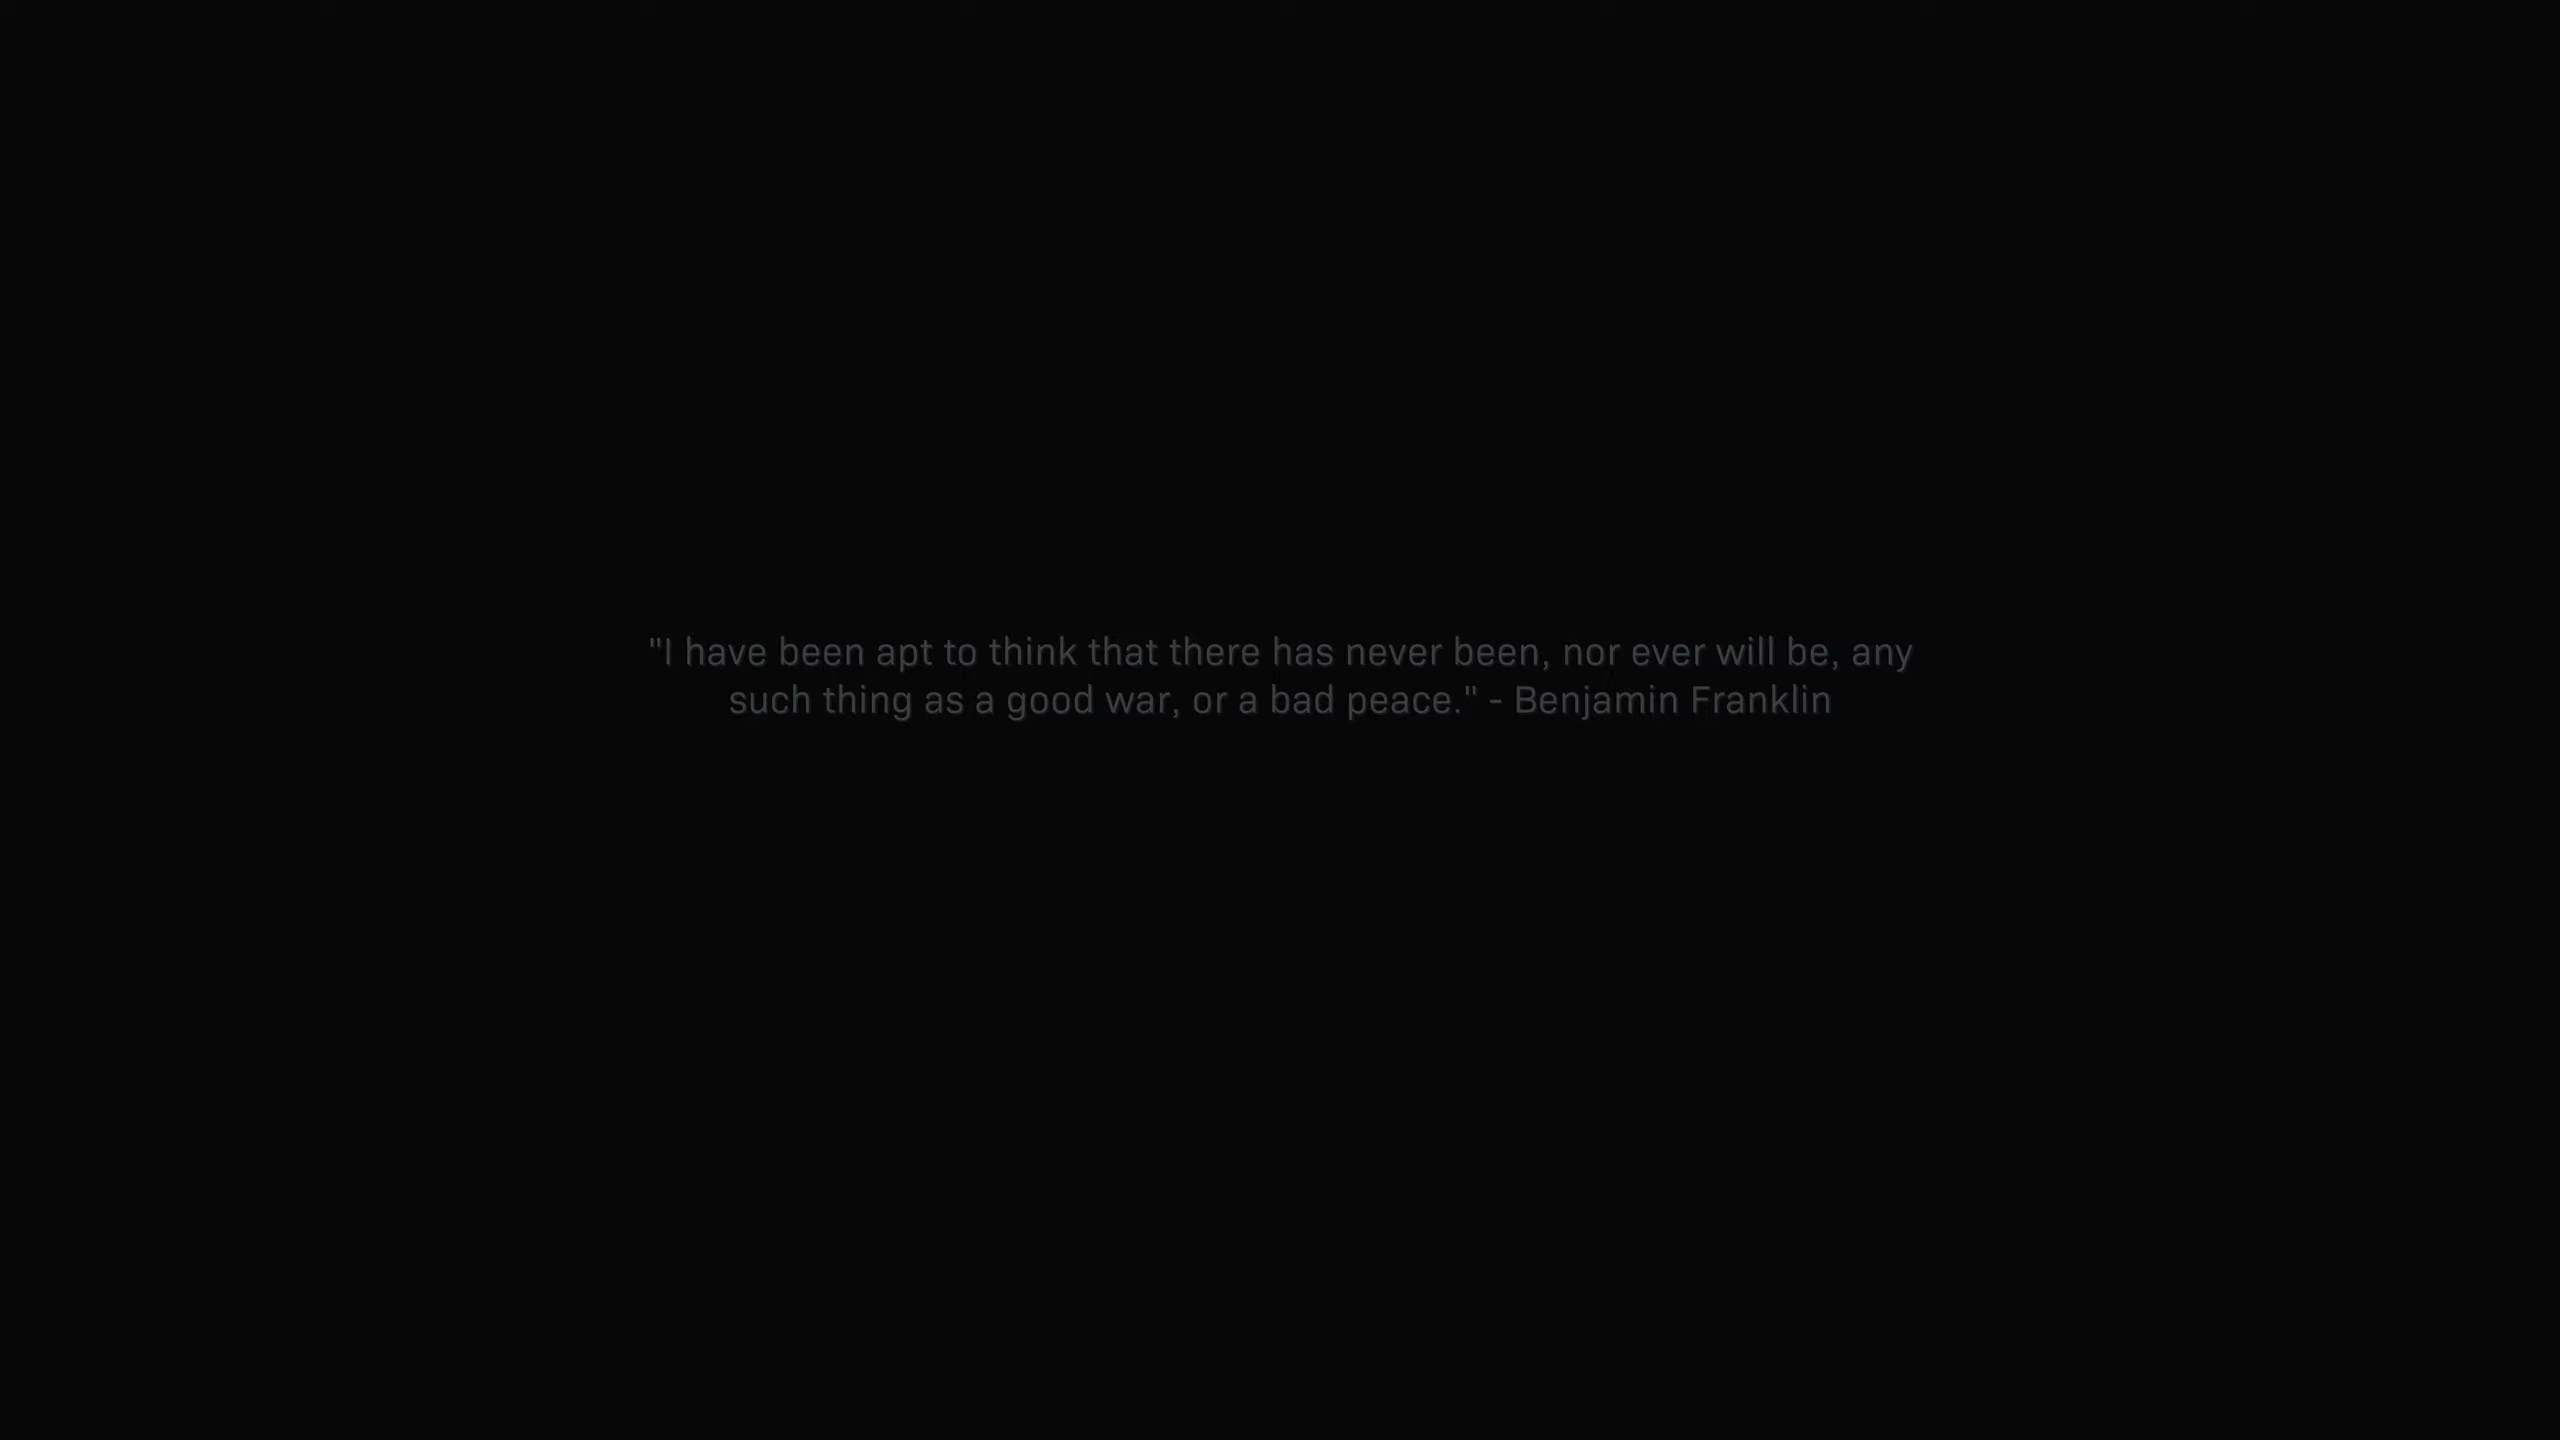 "I have been apt to think that there has never been, nor ever will be, any
such thing as a good war, or a bad peace." - Benjamin Franklin